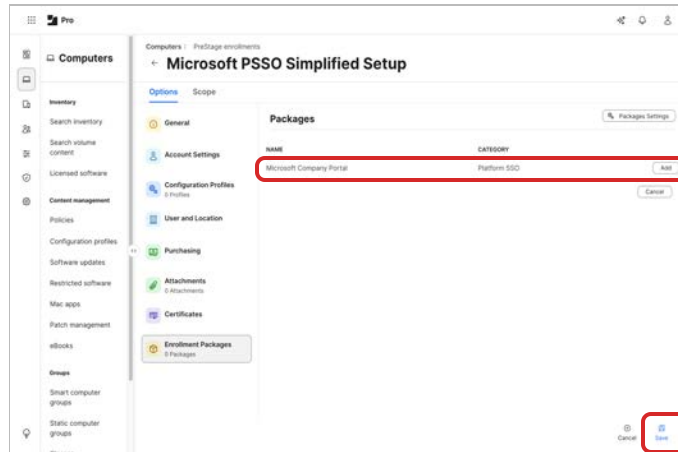 Pro
Computers
Inventory
Search inventory
Search volume
content
Licensed software
Content management
Policies
Configuration profiles
Software updates
Restricted software
Mac apps
Patch management
eBooks
Groups
Smart computer
groups
Static computer
groups
Computers : PreStage enrollments
← Microsoft PSSO Simplified Setup
Options Scope
General
Account Settings
Configuration Profiles
0 Profiles
User and Location
Purchasing
Attachments
0 Attachments
Certificates
Enrollment Packages
0 Packages
Packages
Packages Settings
NAME CATEGORY
Microsoft Company Portal Platform SSO Add
Cancel
Cancel Save